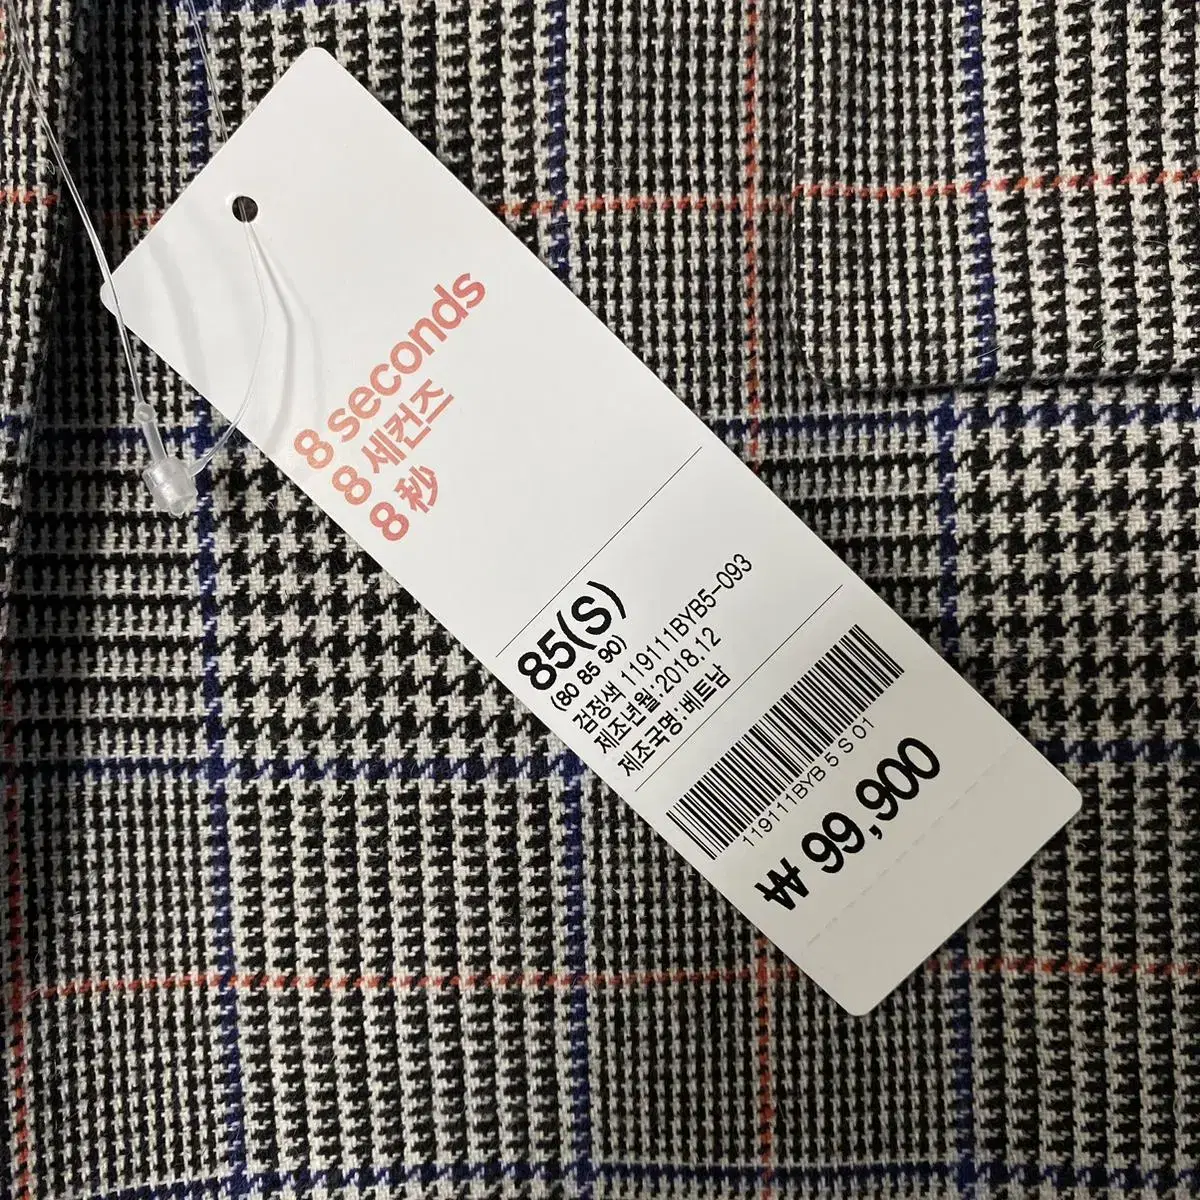 8 seconds
8 세컨즈
8 秒
85(S)
(80 85 90)
검정색 119111BYB5-093
제조년월:2018.12
제조국명:베트남
119111BYB 5 S 01
₩ 99,900